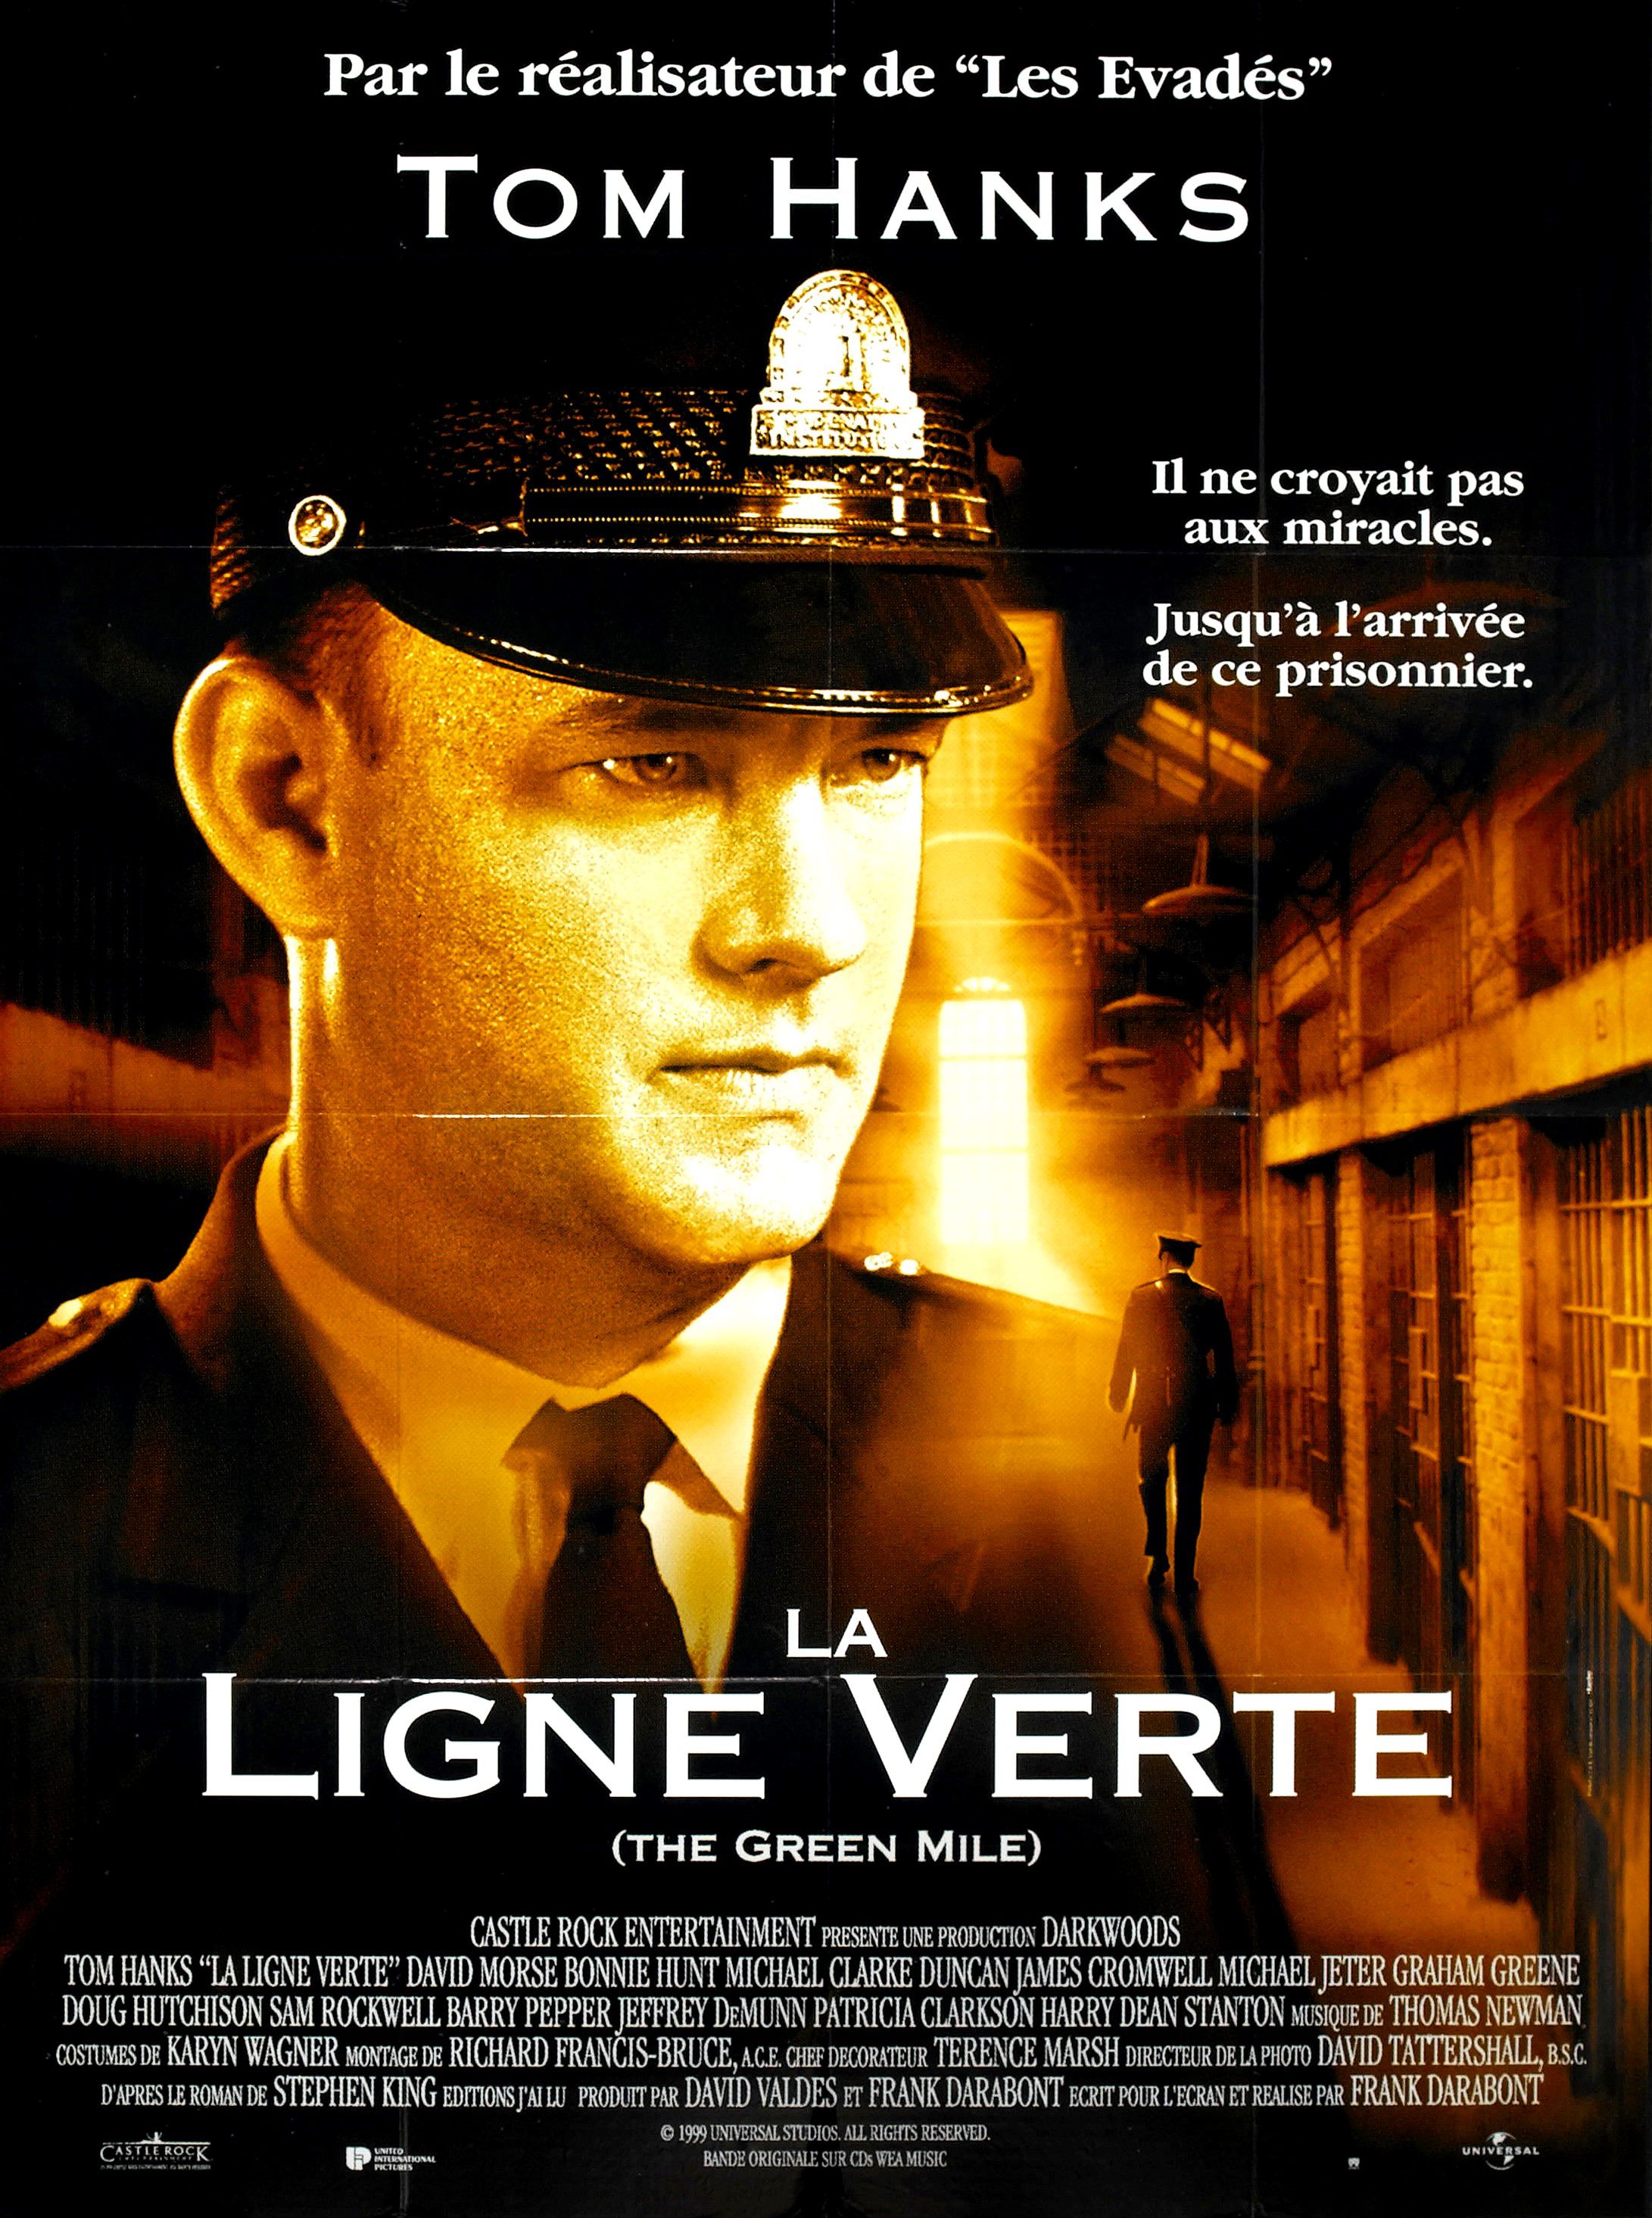 Par le réalisateur de “Les Evadés”
TOM HANKS
Il ne croyait pas
aux miracles.
Jusqu’à l’arrivée
de ce prisonnier.
LA
LIGNE VERTE
(THE GREEN MILE)
CASTLE ROCK ENTERTAINMENT PRESENTE UNE PRODUCTION DARKWOODS
TOM HANKS “LA LIGNE VERTE” DAVID MORSE BONNIE HUNT MICHAEL CLARKE DUNCAN JAMES CROMWELL MICHAEL JETER GRAHAM GREENE
DOUG HUTCHISON SAM ROCKWELL BARRY PEPPER JEFFREY DeMUNN PATRICIA CLARKSON HARRY DEAN STANTON MUSIQUE DE THOMAS NEWMAN
COSTUMES DE KARYN WAGNER MONTAGE DE RICHARD FRANCIS-BRUCE, A.C.E. CHEF DECORATEUR TERENCE MARSH DIRECTEUR DE LA PHOTO DAVID TATTERSHALL, B.S.C.
D'APRES LE ROMAN DE STEPHEN KING EDITIONS J'AI LU PRODUIT PAR DAVID VALDES ET FRANK DARABONT ECRIT POUR L'ECRAN ET REALISE PAR FRANK DARABONT
© 1999 UNIVERSAL STUDIOS. ALL RIGHTS RESERVED.
BANDE ORIGINALE SUR CDs WEA MUSIC
CASTLE ROCK
ENTERTAINMENT
UNITED
INTERNATIONAL
PICTURES
UNIVERSAL